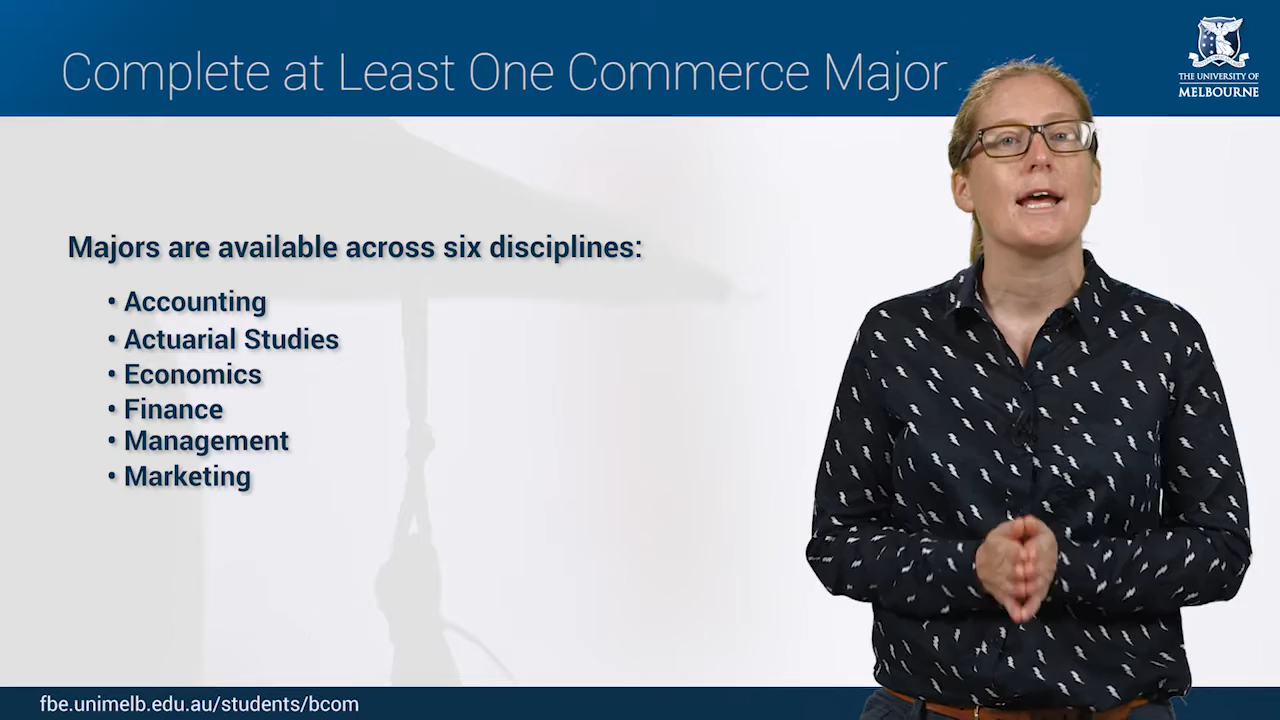 Complete at Least One Commerce Major
THE UNIVERSITY OF
MELBOURNE
Majors are available across six disciplines:
• Accounting
• Actuarial Studies
• Economics
• Finance
• Management
• Marketing
fbe.unimelb.edu.au/students/bcom